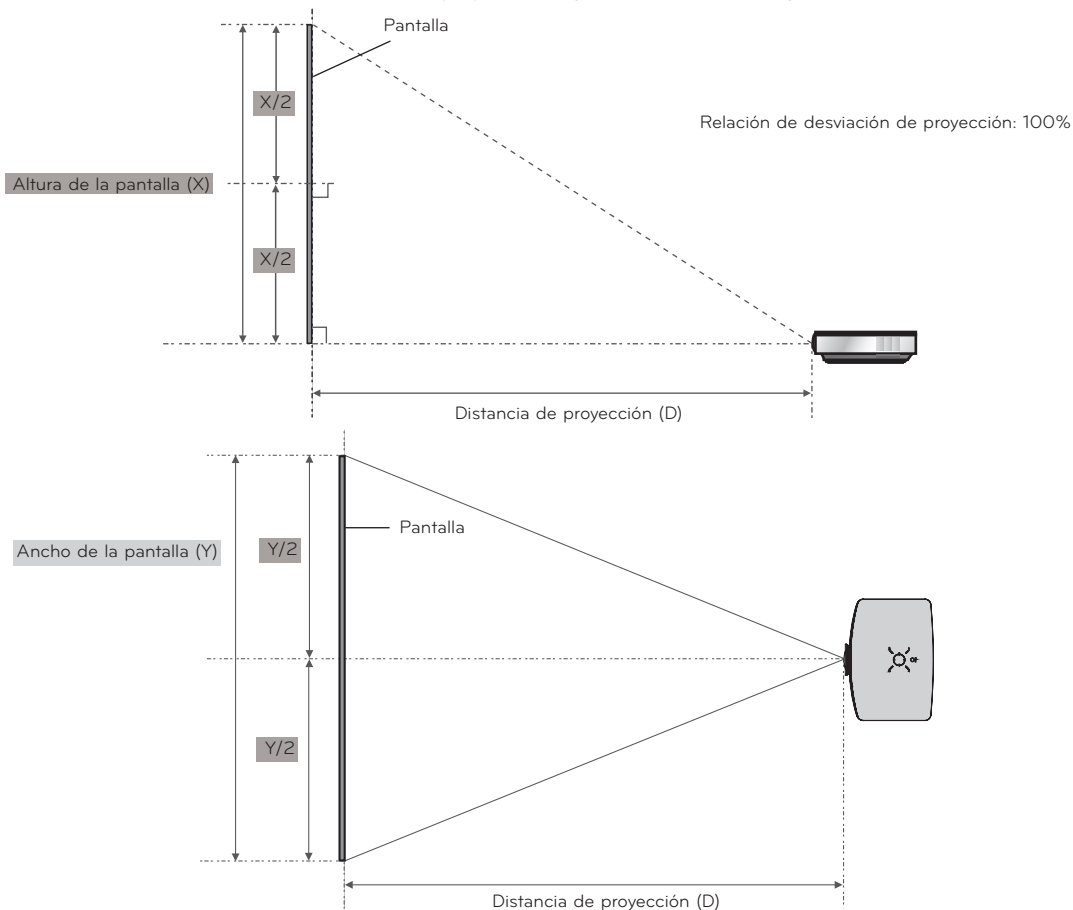 Pantalla
X/2
Relación de desviación de proyección: 100%
Altura de la pantalla (X)
X/2
Distancia de proyección (D)
Pantalla
Ancho de la pantalla (Y)
Y/2
Y/2
Distancia de proyección (D)